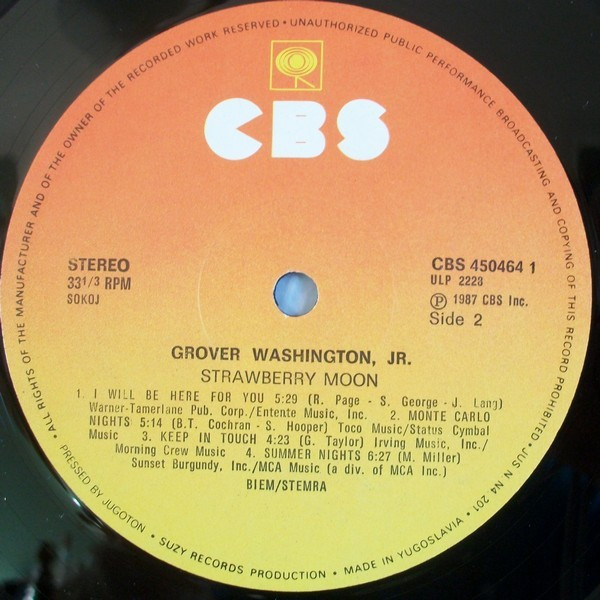 • ALL RIGHTS OF THE MANUFACTURER AND OF THE OWNER OF THE RECORDED WORK RESERVED • UNAUTHORIZED PUBLIC PERFORMANCE BROADCASTING AND COPYING OF THIS RECORD PROHIBITED • JUS N N4 201
CBS
STEREO
33 1/3 RPM
SOKOJ
CBS 450464 1
ULP 2228
℗ 1987 CBS Inc.
Side 2
GROVER WASHINGTON, JR.
STRAWBERRY MOON
1. I WILL BE HERE FOR YOU 5:29 (R. Page - S. George - J. Lang)
Warner-Tamerlane Pub. Corp./Entente Music, Inc. 2. MONTE CARLO
NIGHTS 5:14 (B.T. Cochran - S. Hooper) Toco Music/Status Cymbal
Music 3. KEEP IN TOUCH 4:23 (G. Taylor) Irving Music, Inc./
Morning Crew Music 4. SUMMER NIGHTS 6:27 (M. Miller)
Sunset Burgundy, Inc./MCA Music (a div. of MCA Inc.)
BIEM/STEMRA
PRESSED BY JUGOTON • SUZY RECORDS PRODUCTION • MADE IN YUGOSLAVIA •